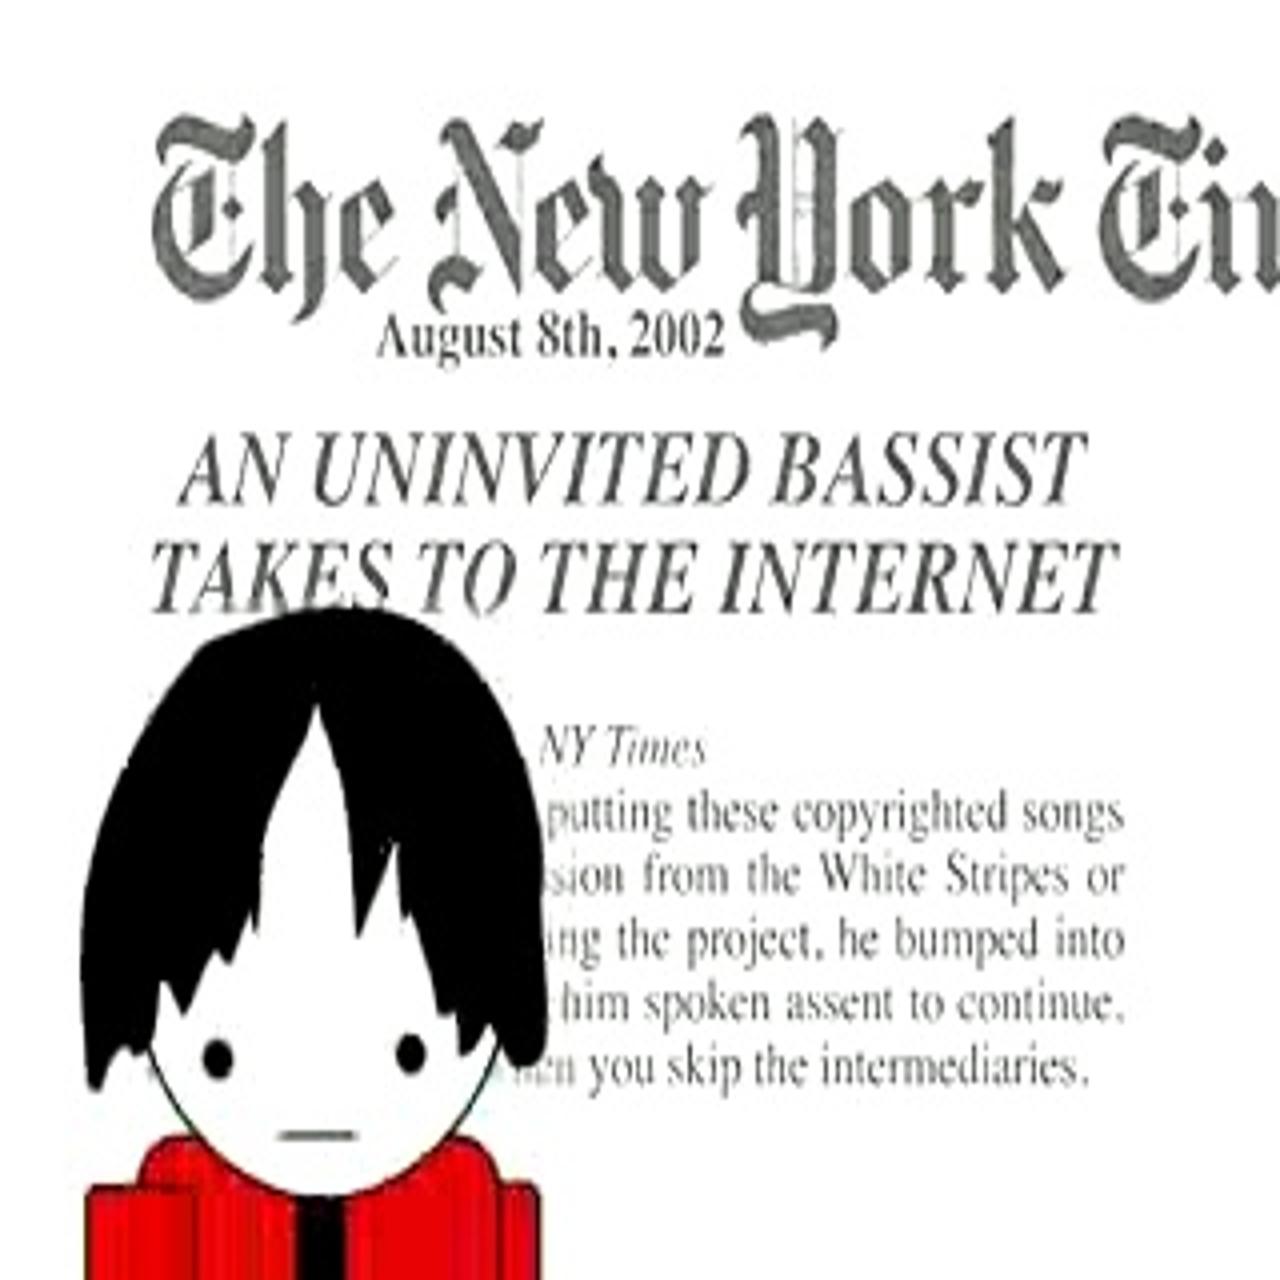 The New York Tim
August 8th, 2002
AN UNINVITED BASSIST
TAKES TO THE INTERNET
NY Times
putting these copyrighted songs
sion from the White Stripes or
ing the project, he bumped into
him spoken assent to continue.
you skip the intermediaries.